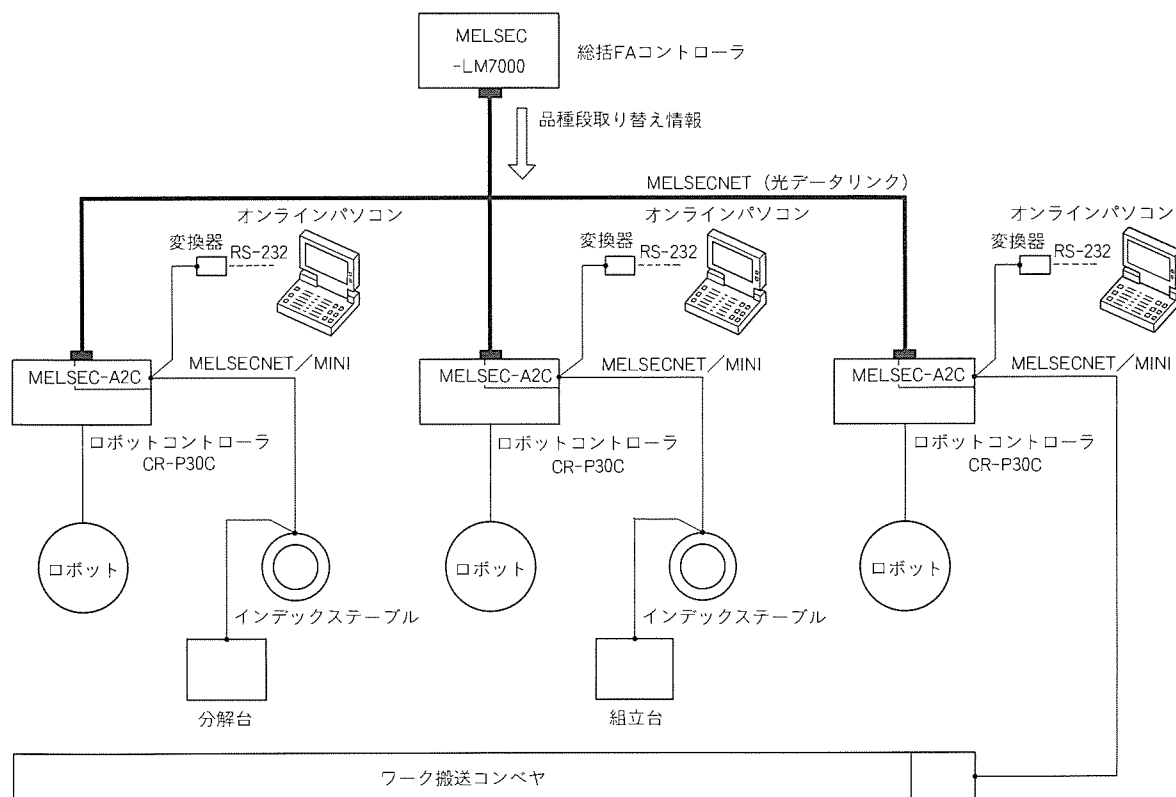 MELSEC
-LM7000
総括FAコントローラ
品種段取り替え情報
MELSECNET（光データリンク）
オンラインパソコン
変換器
RS-232
オンラインパソコン
変換器
RS-232
オンラインパソコン
変換器
RS-232
MELSEC-A2C
MELSECNET／MINI
MELSEC-A2C
MELSECNET／MINI
MELSEC-A2C
MELSECNET／MINI
ロボットコントローラ
CR-P30C
ロボットコントローラ
CR-P30C
ロボットコントローラ
CR-P30C
ロボット
ロボット
ロボット
インデックステーブル
インデックステーブル
分解台
組立台
ワーク搬送コンベヤ